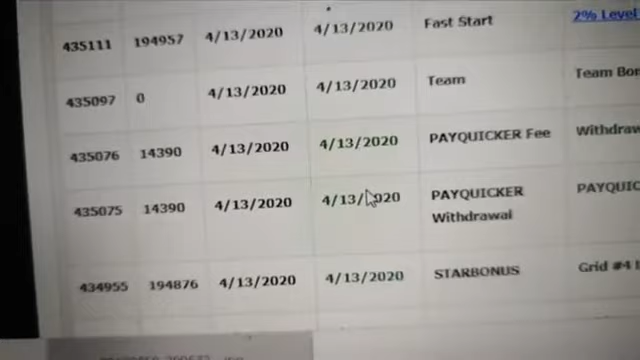 435111 194957 4/13/2020 4/13/2020 Fast Start 2% Level
435097 0 4/13/2020 4/13/2020 Team Team Bon
435076 14390 4/13/2020 4/13/2020 PAYQUICKER Fee Withdraw
435075 14390 4/13/2020 4/13/2020 PAYQUICKER Withdrawal PAYQUIC
434955 194876 4/13/2020 4/13/2020 STARBONUS Grid #4